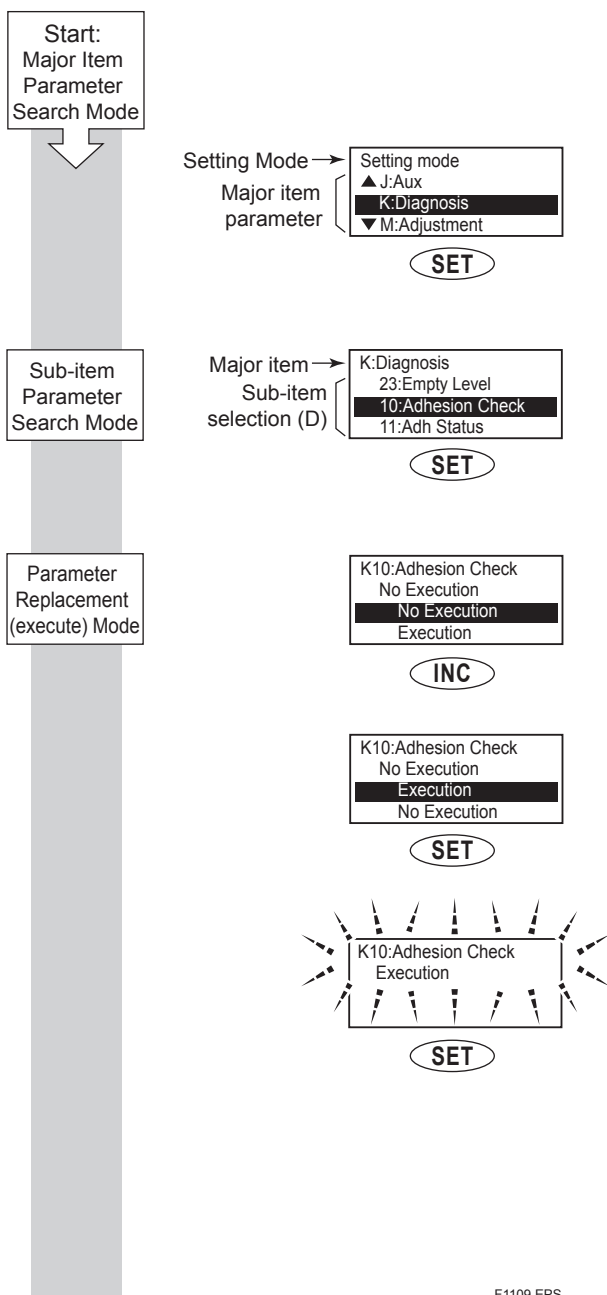 Start:
Major Item
Parameter
Search Mode
Setting Mode
Major item
parameter
Setting mode
▲ J:Aux
K:Diagnosis
▼ M:Adjustment
SET
Sub-item
Parameter
Search Mode
Major item
Sub-item
selection (D)
K:Diagnosis
23:Empty Level
10:Adhesion Check
11:Adh Status
SET
Parameter
Replacement
(execute) Mode
K10:Adhesion Check
No Execution
No Execution
Execution
INC
K10:Adhesion Check
No Execution
Execution
No Execution
SET
K10:Adhesion Check
Execution
SET
F1109.EPS